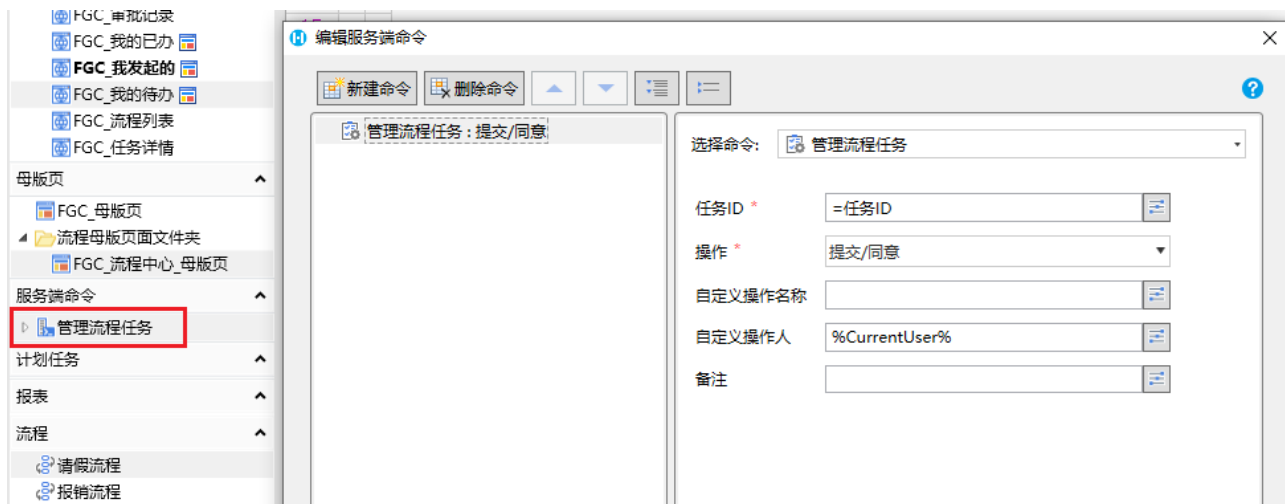 FGC_审批记录
FGC_我的已办
FGC_我发起的
FGC_我的待办
FGC_流程列表
FGC_任务详情
母版页
FGC_母版页
流程母版页面文件夹
FGC_流程中心_母版页
服务端命令
管理流程任务
计划任务
报表
流程
请假流程
报销流程
编辑服务端命令
新建命令 删除命令
管理流程任务 : 提交/同意
选择命令: 管理流程任务
任务ID * =任务ID
操作 * 提交/同意
自定义操作名称
自定义操作人 %CurrentUser%
备注